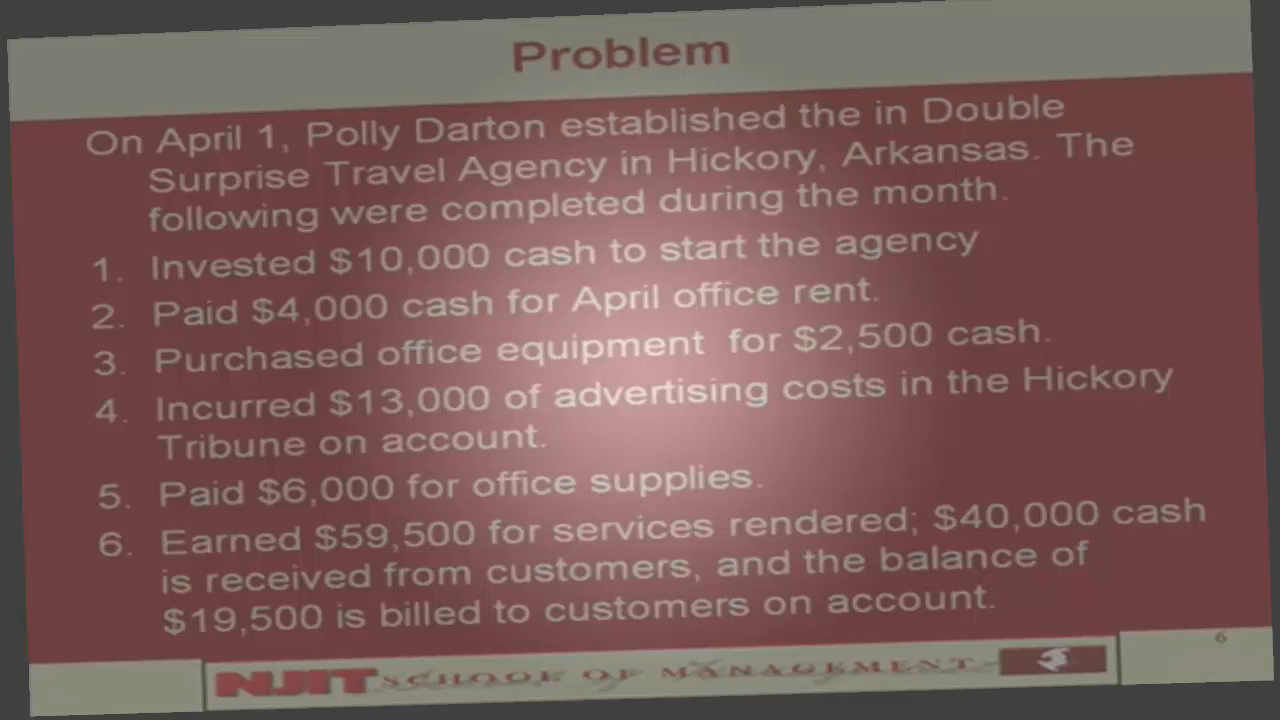 Problem
On April 1, Polly Darton established the in Double
Surprise Travel Agency in Hickory, Arkansas. The
following were completed during the month.
1. Invested $10,000 cash to start the agency
2. Paid $4,000 cash for April office rent.
3. Purchased office equipment for $2,500 cash.
4. Incurred $13,000 of advertising costs in the Hickory
Tribune on account.
5. Paid $6,000 for office supplies.
6. Earned $59,500 for services rendered; $40,000 cash
is received from customers, and the balance of
$19,500 is billed to customers on account.
6
NJIT SCHOOL OF MANAGEMENT